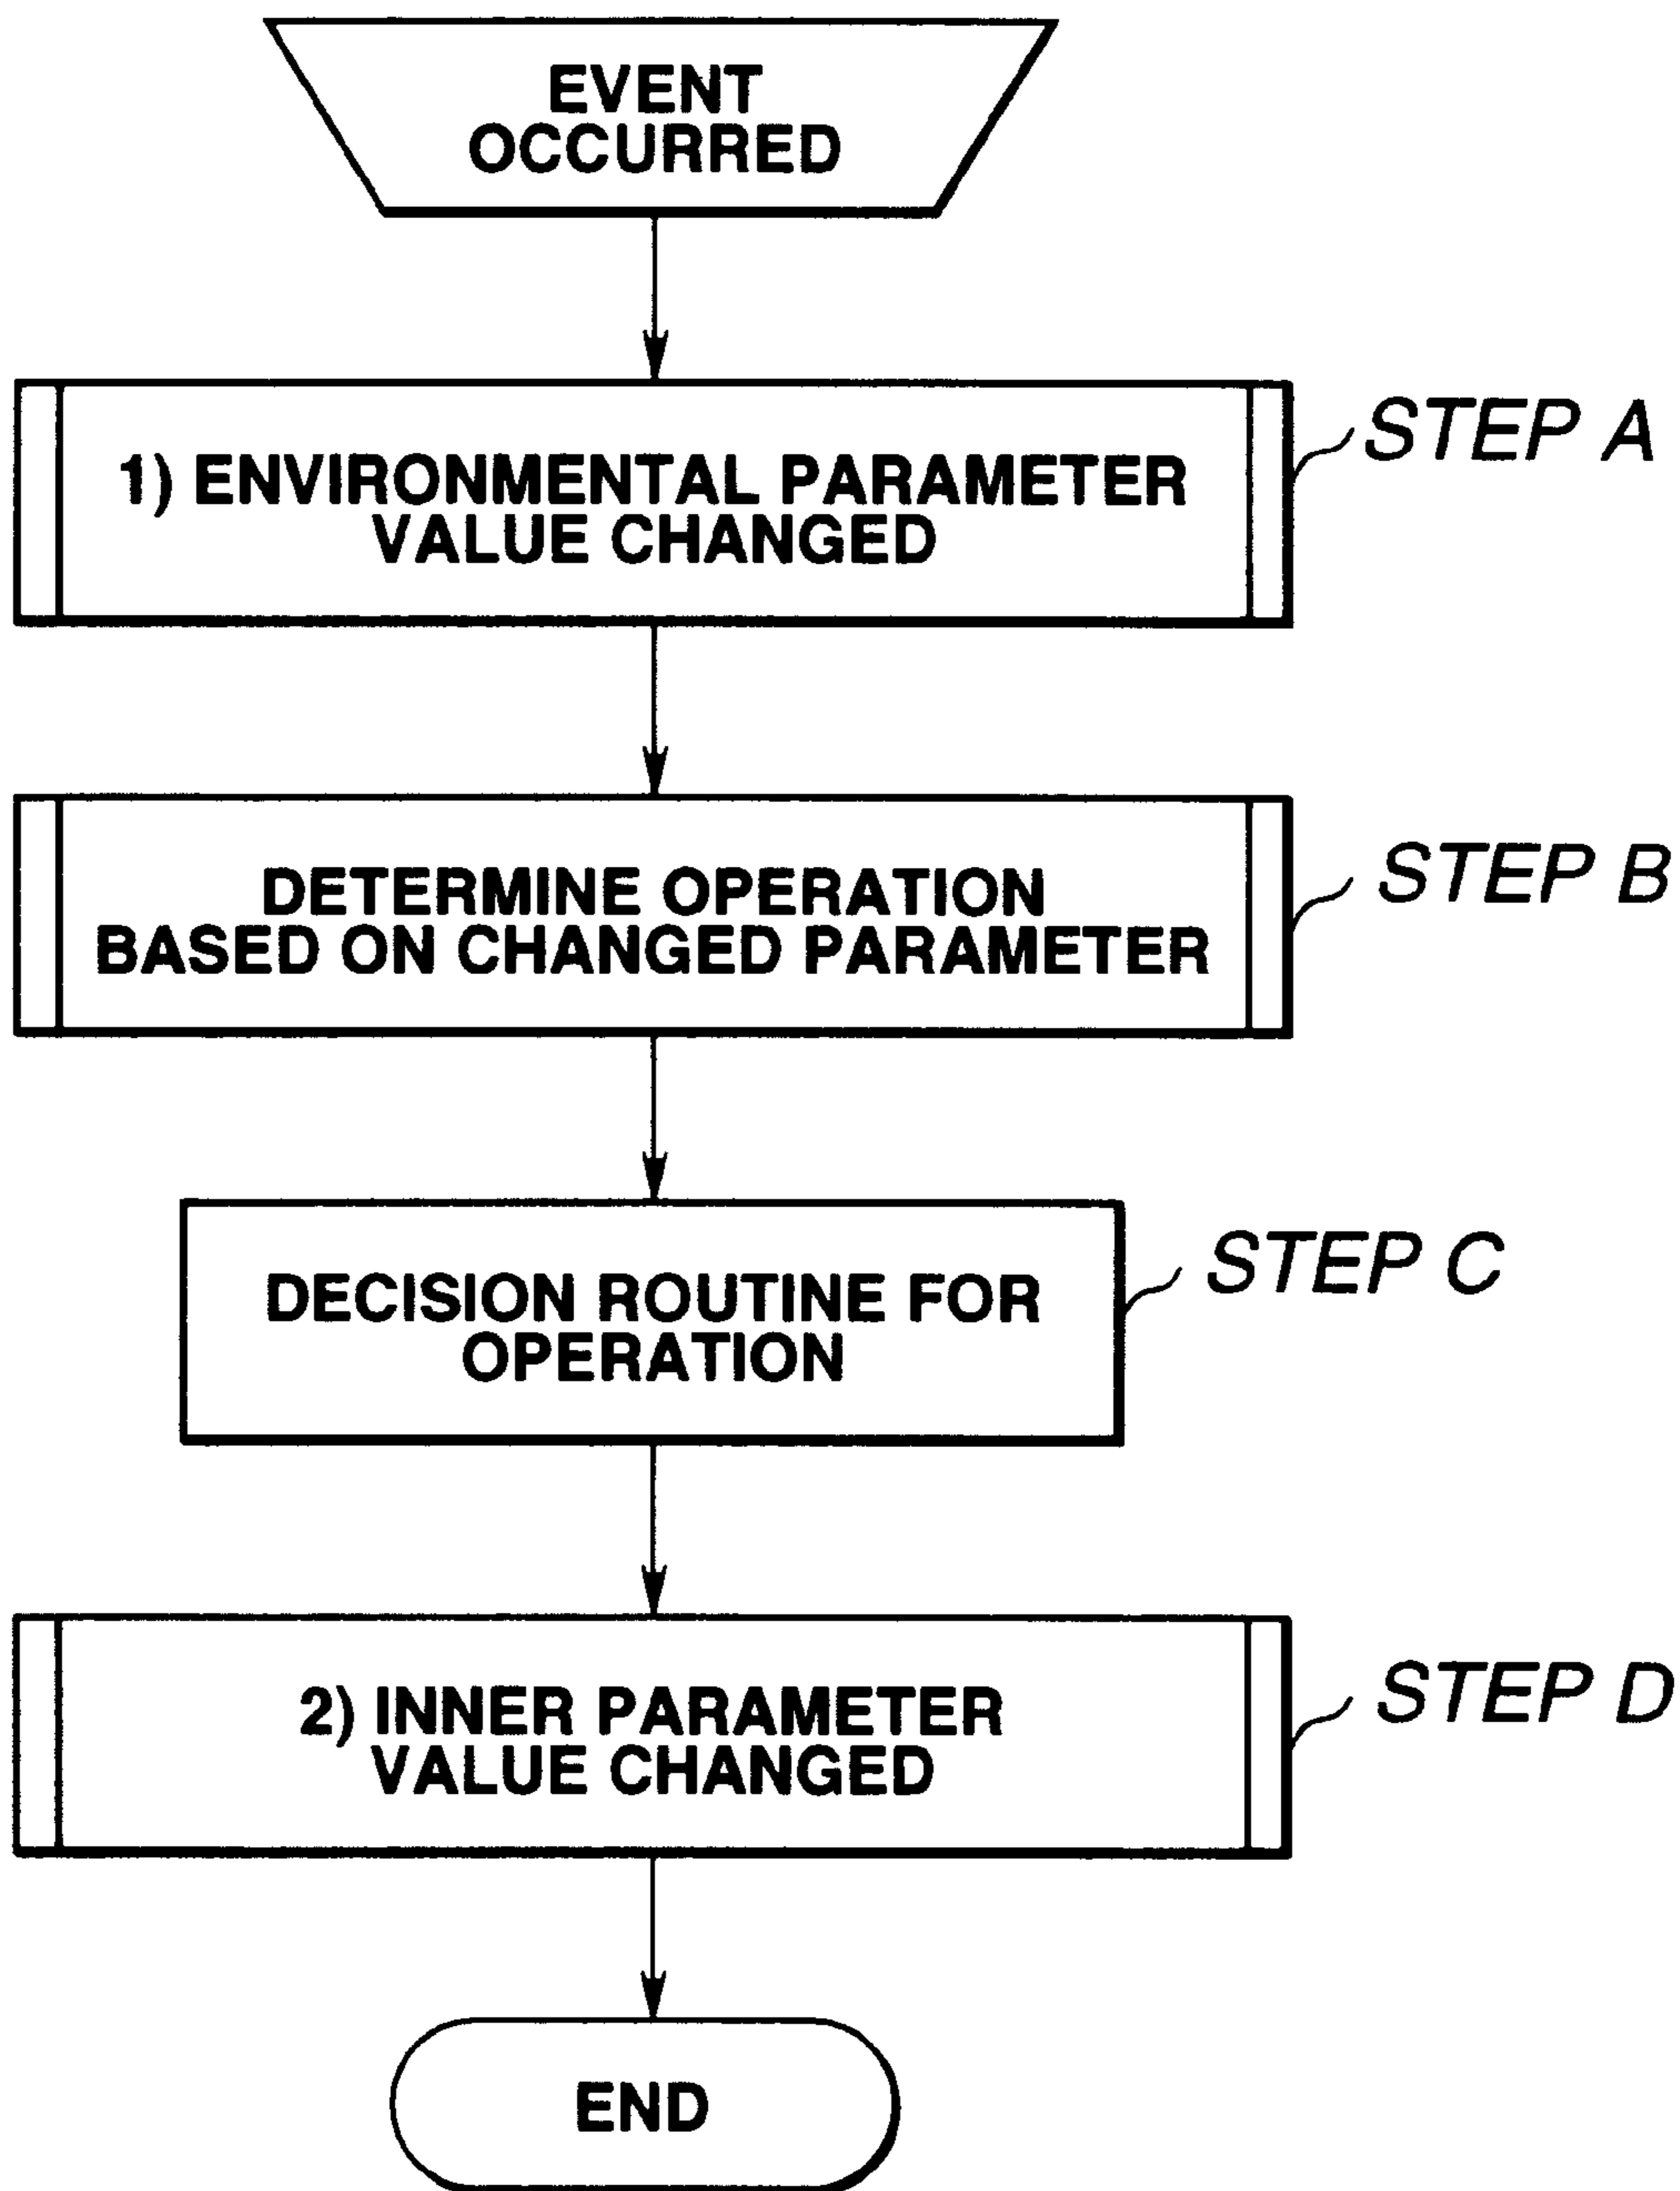 EVENT
OCCURRED
1) ENVIRONMENTAL PARAMETER
VALUE CHANGED
STEP A
DETERMINE OPERATION
BASED ON CHANGED PARAMETER
STEP B
DECISION ROUTINE FOR
OPERATION
STEP C
2) INNER PARAMETER
VALUE CHANGED
STEP D
END